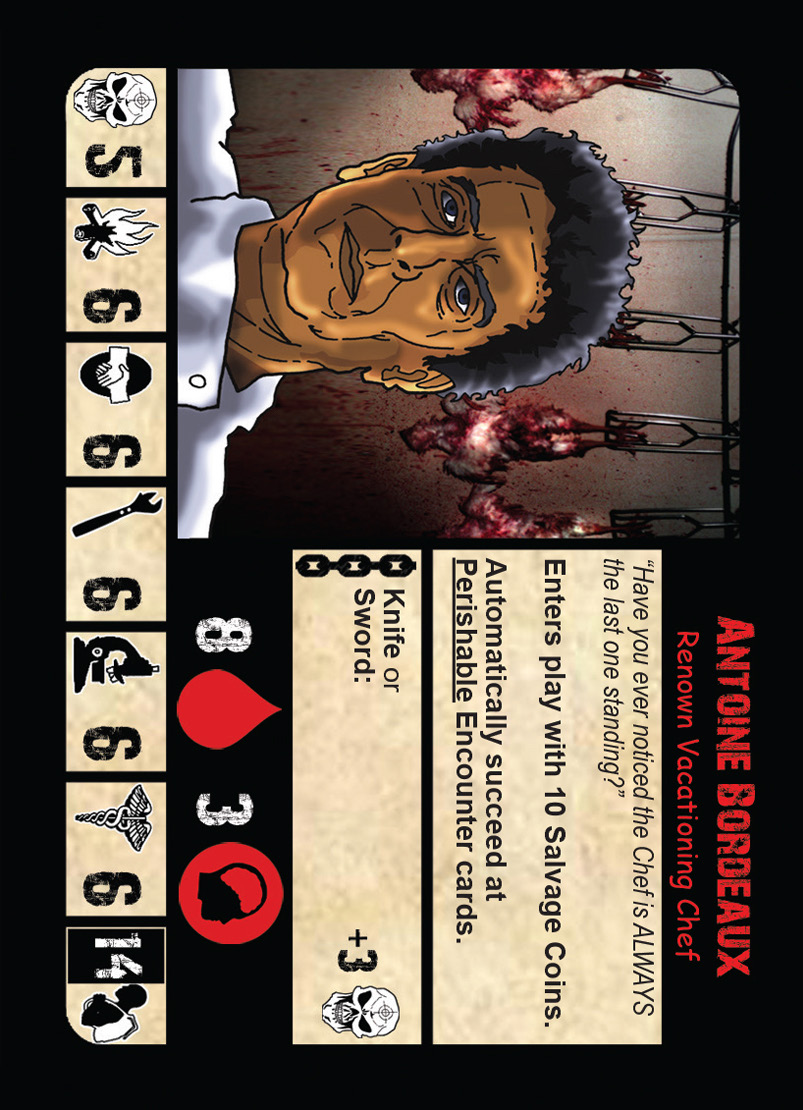 ANTOINE BORDEAUX
Renown Vacationing Chef
“Have you ever noticed the Chef is ALWAYS
the last one standing?”
Enters play with 10 Salvage Coins.
Automatically succeed at
Perishable Encounter cards.
Knife or
Sword:
+3
8 3
5 6 6 6 6 6 14